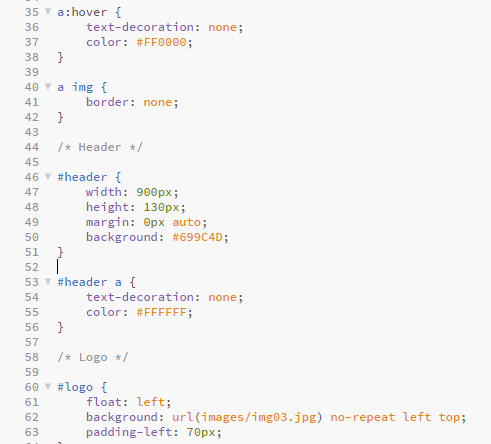 35 a:hover {
36 text-decoration: none;
37 color: #FF0000;
38 }
39
40 a img {
41 border: none;
42 }
43
44 /* Header */
45
46 #header {
47 width: 900px;
48 height: 130px;
49 margin: 0px auto;
50 background: #699C4D;
51 }
52
53 #header a {
54 text-decoration: none;
55 color: #FFFFFF;
56 }
57
58 /* Logo */
59
60 #logo {
61 float: left;
62 background: url(images/img03.jpg) no-repeat left top;
63 padding-left: 70px;